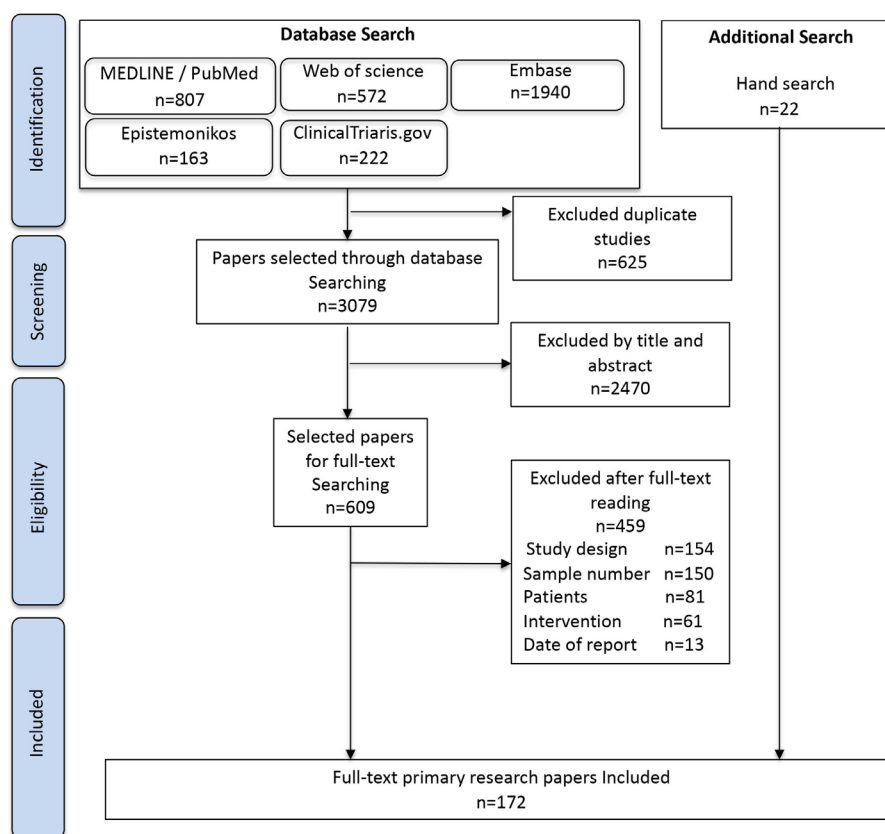 Identification
Database Search
MEDLINE / PubMed
n=807
Web of science
n=572
Embase
n=1940
Epistemonikos
n=163
ClinicalTriaris.gov
n=222
Additional Search
Hand search
n=22
Excluded duplicate
studies
n=625
Screening
Papers selected through database
Searching
n=3079
Excluded by title and
abstract
n=2470
Eligibility
Selected papers
for full-text
Searching
n=609
Excluded after full-text
reading
n=459
Study design n=154
Sample number n=150
Patients n=81
Intervention n=61
Date of report n=13
Included
Full-text primary research papers Included
n=172